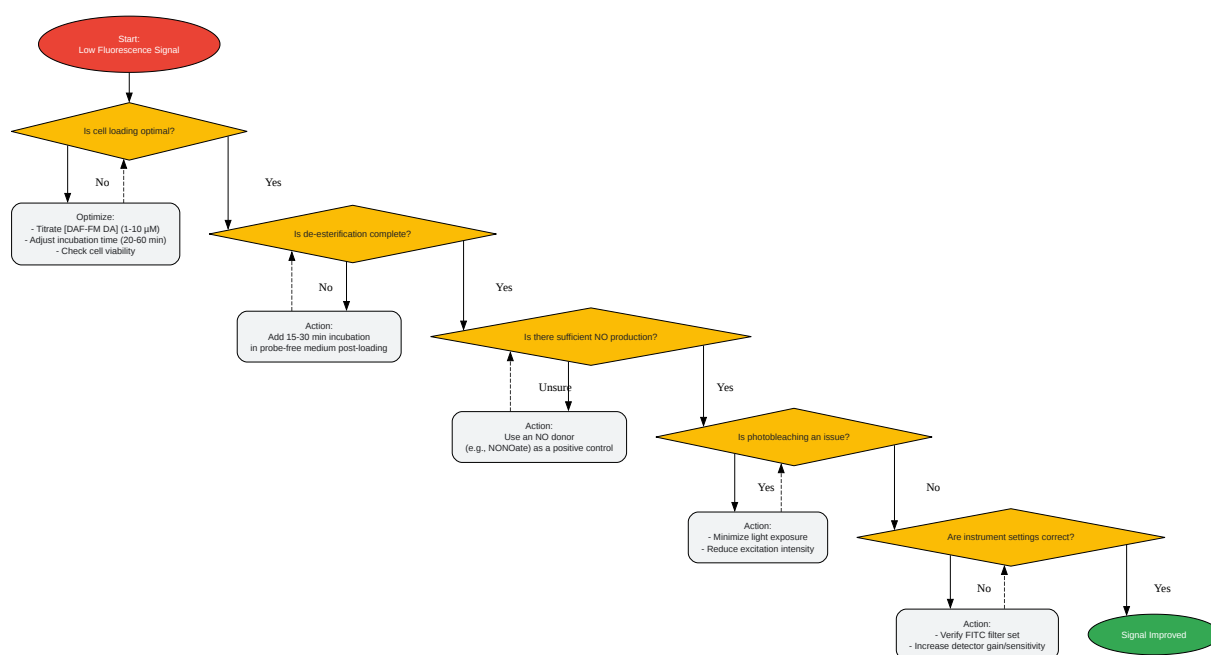 Start:
Low Fluorescence Signal
Is cell loading optimal?
No
Yes
Optimize:
- Titrate [DAF-FM DA] (1-10 µM)
- Adjust incubation time (20-60 min)
- Check cell viability
Is de-esterification complete?
No
Yes
Action:
Add 15-30 min incubation
in probe-free medium post-loading
Is there sufficient NO production?
Unsure
Yes
Action:
Use an NO donor
(e.g., NONOate) as a positive control
Is photobleaching an issue?
Yes
No
Action:
- Minimize light exposure
- Reduce excitation intensity
Are instrument settings correct?
No
Yes
Action:
- Verify FITC filter set
- Increase detector gain/sensitivity
Signal Improved